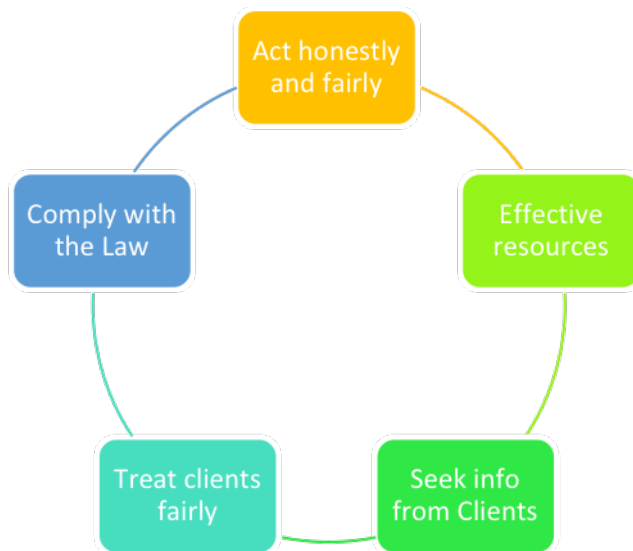 Act honestly
and fairly
Effective
resources
Seek info
from Clients
Treat clients
fairly
Comply with
the Law